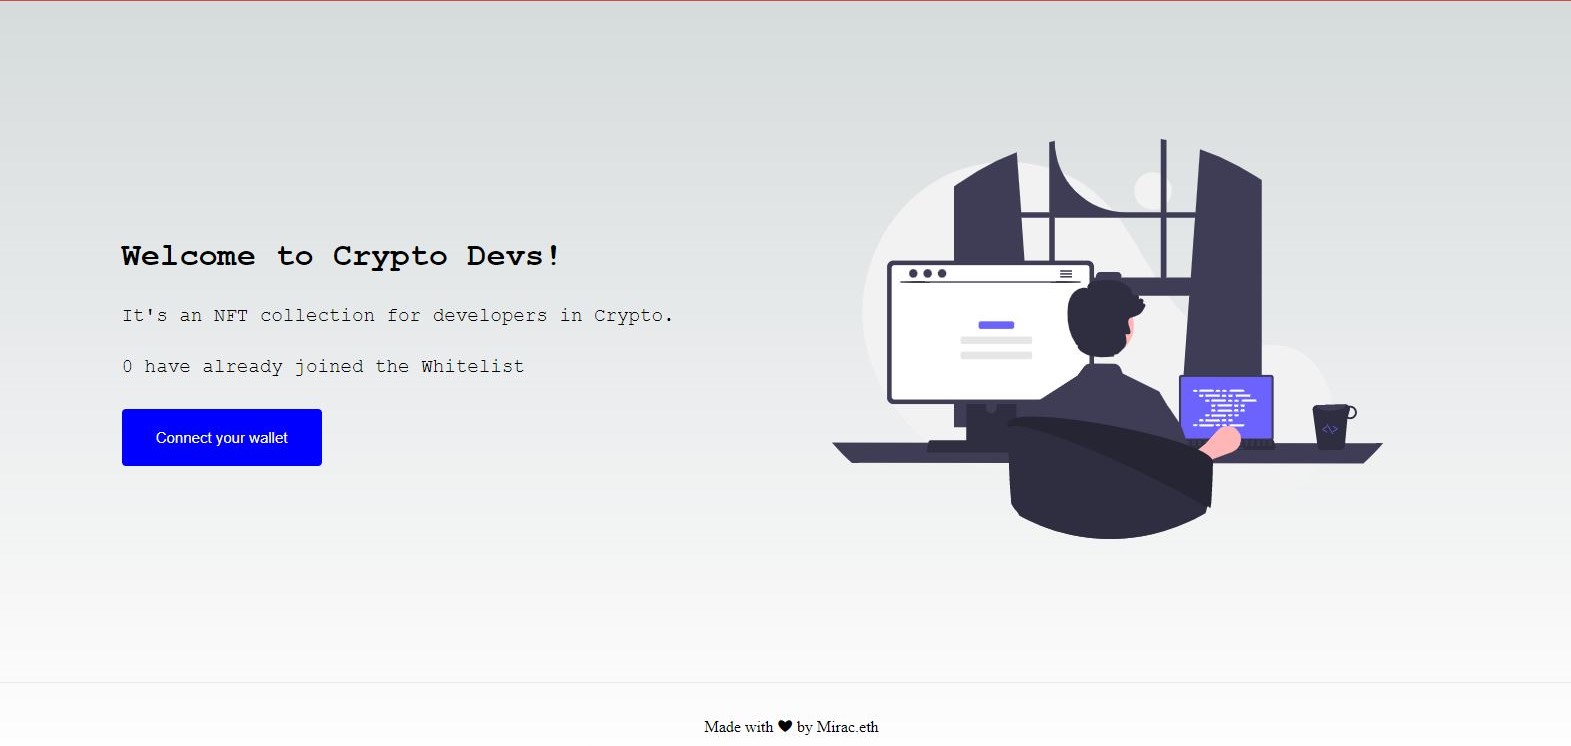 Welcome to Crypto Devs!
It's an NFT collection for developers in Crypto.
0 have already joined the Whitelist
Connect your wallet
</>
Made with ❤ by Mirac.eth